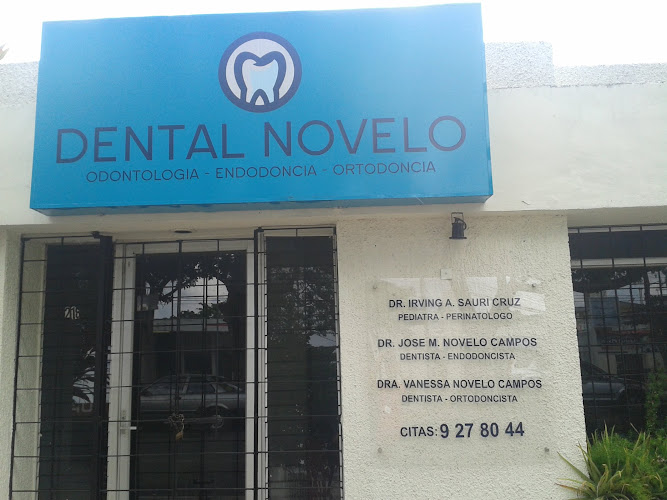 DENTAL NOVELO
ODONTOLOGIA - ENDODONCIA - ORTODONCIA
DR. IRVING A. SAURI CRUZ
PEDIATRA - PERINATOLOGO
DR. JOSE M. NOVELO CAMPOS
DENTISTA - ENDODONCISTA
DRA. VANESSA NOVELO CAMPOS
DENTISTA - ORTODONCISTA
CITAS: 9 27 80 44